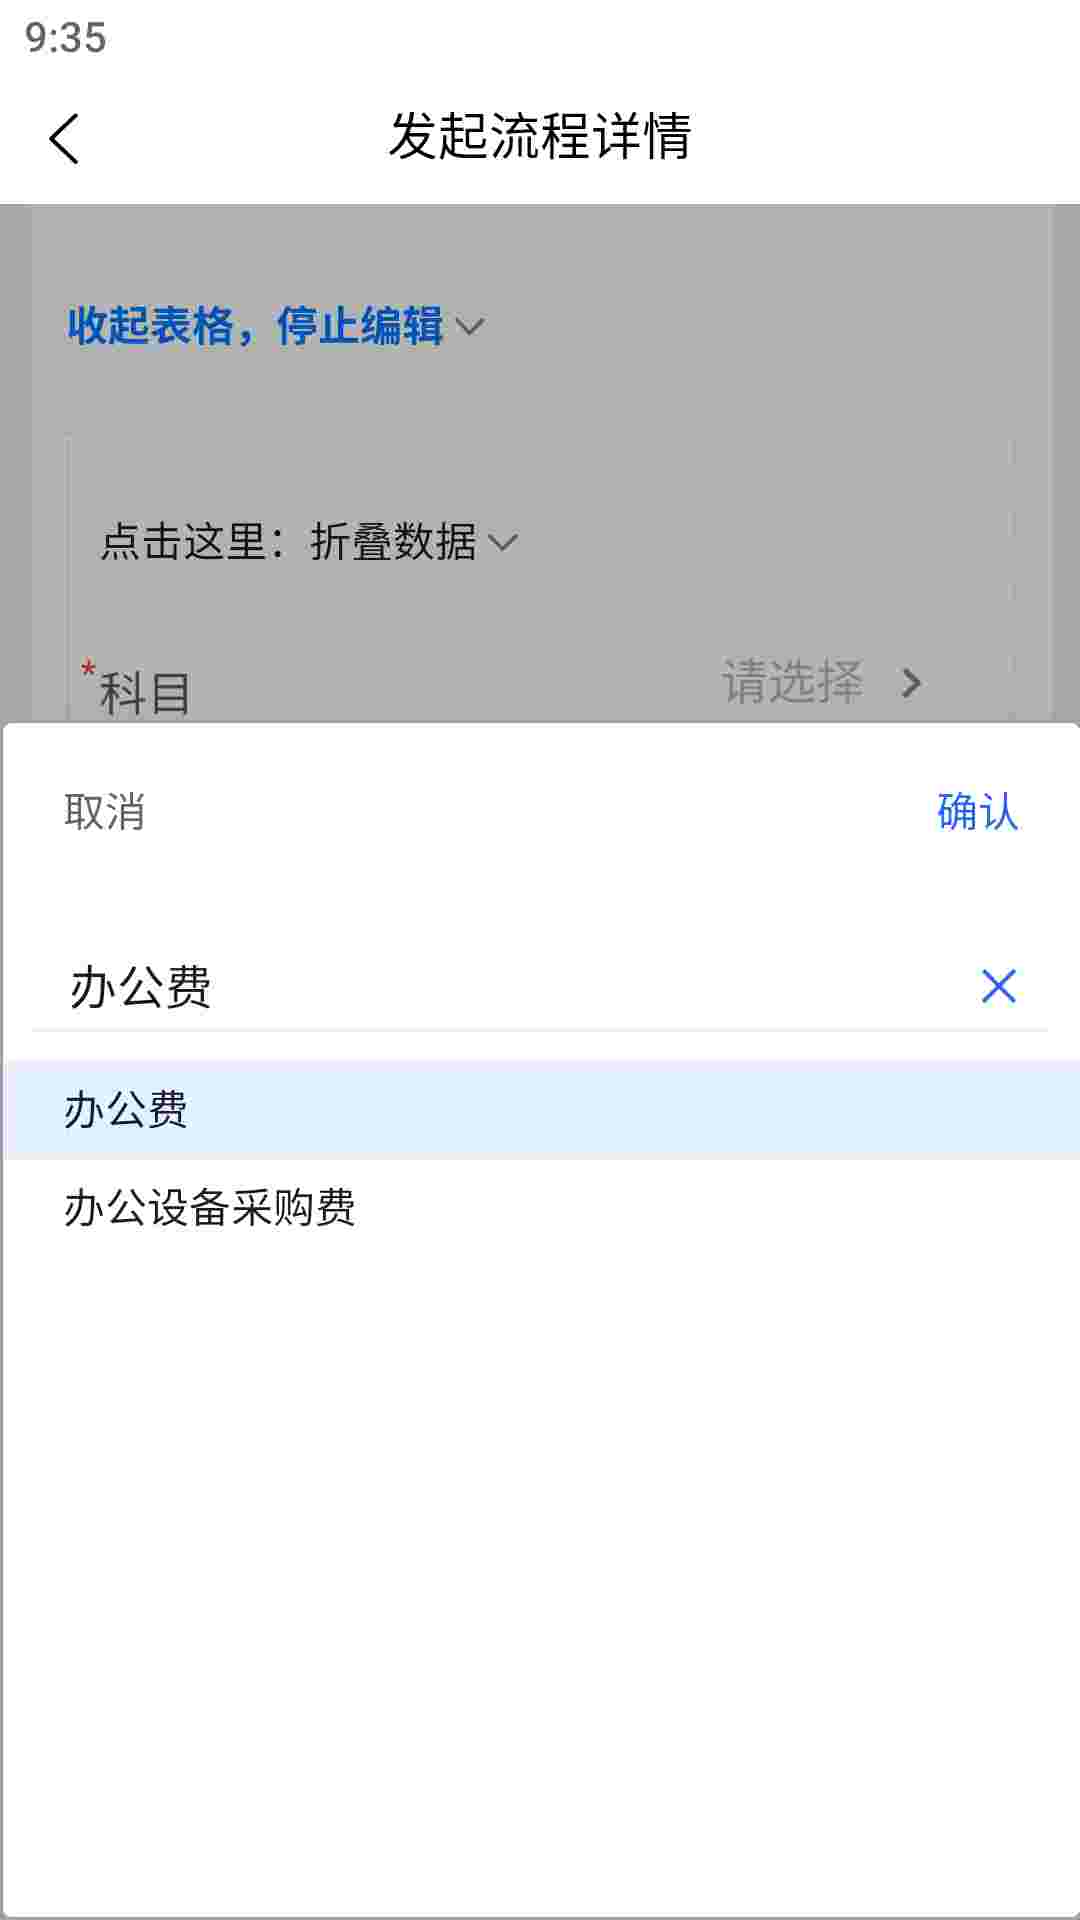 9:35
发起流程详情
收起表格，停止编辑
点击这里：折叠数据
*科目
请选择
取消
确认
办公费
办公费
办公设备采购费